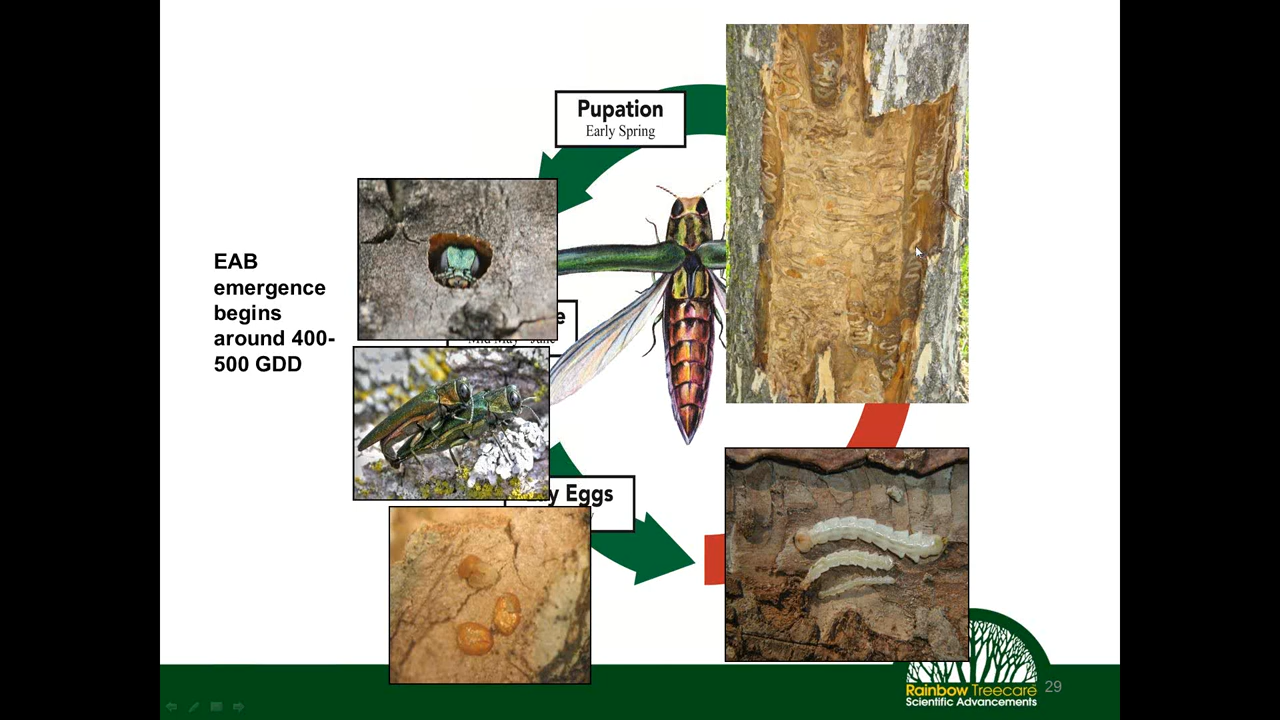 Pupation
Early Spring
EAB
emergence
begins
around 400-
500 GDD
Eggs
Rainbow Treecare
Scientific Advancements
29